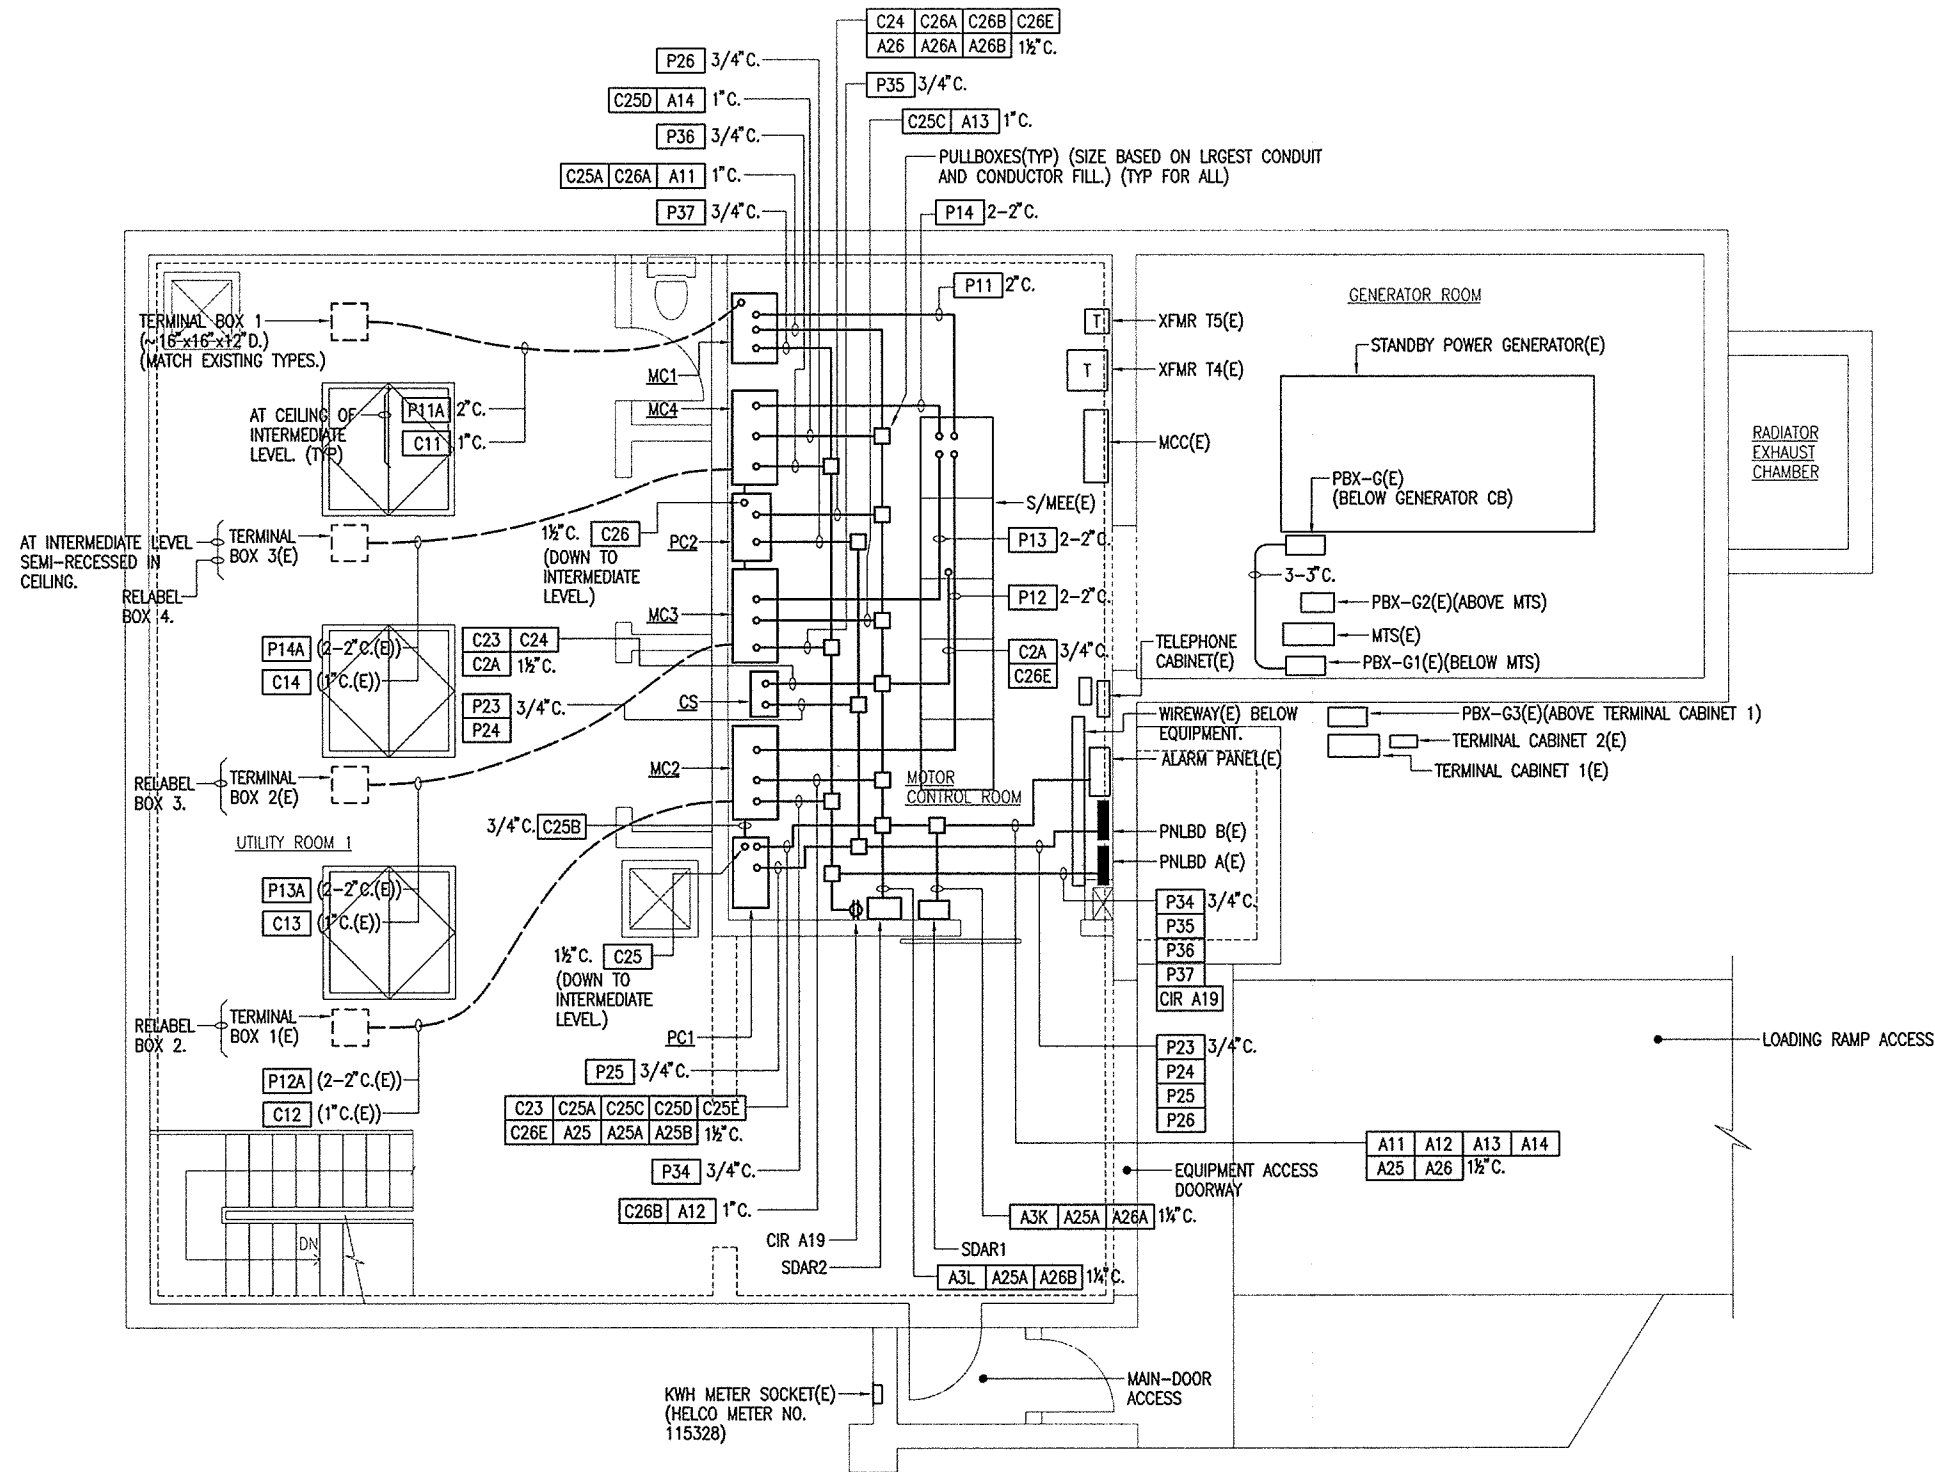 C24 C26A C26B C26E
A26 A26A A26B 1½"C.
P26 3/4"C.
P35 3/4"C.
C25D A14 1"C.
C25C A13 1"C.
P36 3/4"C.
PULLBOXES(TYP) (SIZE BASED ON LRGEST CONDUIT
AND CONDUCTOR FILL.) (TYP FOR ALL)
C25A C26A A11 1"C.
P37 3/4"C.
P14 2-2"C.
P11 2"C.
GENERATOR ROOM
TERMINAL BOX 1
(~16"x16"x12"D.)
(MATCH EXISTING TYPES.)
T
XFMR T5(E)
STANDBY POWER GENERATOR(E)
T
XFMR T4(E)
MC1
MC4
AT CEILING OF
INTERMEDIATE
LEVEL. (TYP)
P11A 2"C.
C11 1"C.
MCC(E)
RADIATOR
EXHAUST
CHAMBER
PBX-G(E)
(BELOW GENERATOR CB)
S/MEE(E)
AT INTERMEDIATE LEVEL
SEMI-RECESSED IN
CEILING.
TERMINAL
BOX 3(E)
1½"C. C26
(DOWN TO
INTERMEDIATE
LEVEL.)
PC2
P13 2-2"C.
3-3"C.
RELABEL
BOX 4.
P12 2-2"C.
PBX-G2(E)(ABOVE MTS)
MC3
MTS(E)
P14A (2-2"C.(E))
C14 (1"C.(E))
C23 C24
C2A 1½"C.
C2A 3/4"C.
C26E
TELEPHONE
CABINET(E)
PBX-G1(E)(BELOW MTS)
P23 3/4"C.
P24
CS
WIREWAY(E) BELOW
EQUIPMENT.
PBX-G3(E)(ABOVE TERMINAL CABINET 1)
TERMINAL CABINET 2(E)
TERMINAL CABINET 1(E)
ALARM PANEL(E)
RELABEL
BOX 3.
TERMINAL
BOX 2(E)
MC2
MOTOR
CONTROL ROOM
3/4"C. C25B
PNLBD B(E)
UTILITY ROOM 1
PNLBD A(E)
P13A (2-2"C.(E))
C13 (1"C.(E))
P34 3/4"C.
P35
P36
P37
CIR A19
1½"C. C25
(DOWN TO
INTERMEDIATE
LEVEL.)
RELABEL
BOX 2.
TERMINAL
BOX 1(E)
PC1
P23 3/4"C.
P24
P25
P26
LOADING RAMP ACCESS
P12A (2-2"C.(E))
C12 (1"C.(E))
P25 3/4"C.
C23 C25A C25C C25D C25E
C26E A25 A25A A25B 1½"C.
A11 A12 A13 A14
A25 A26 1½"C.
P34 3/4"C.
EQUIPMENT ACCESS
DOORWAY
C26B A12 1"C.
A3K A25A A26A 1¼"C.
CIR A19
SDAR2
SDAR1
DN
A3L A25A A26B 1¼"C.
MAIN-DOOR
ACCESS
KWH METER SOCKET(E)
(HELCO METER NO.
115328)